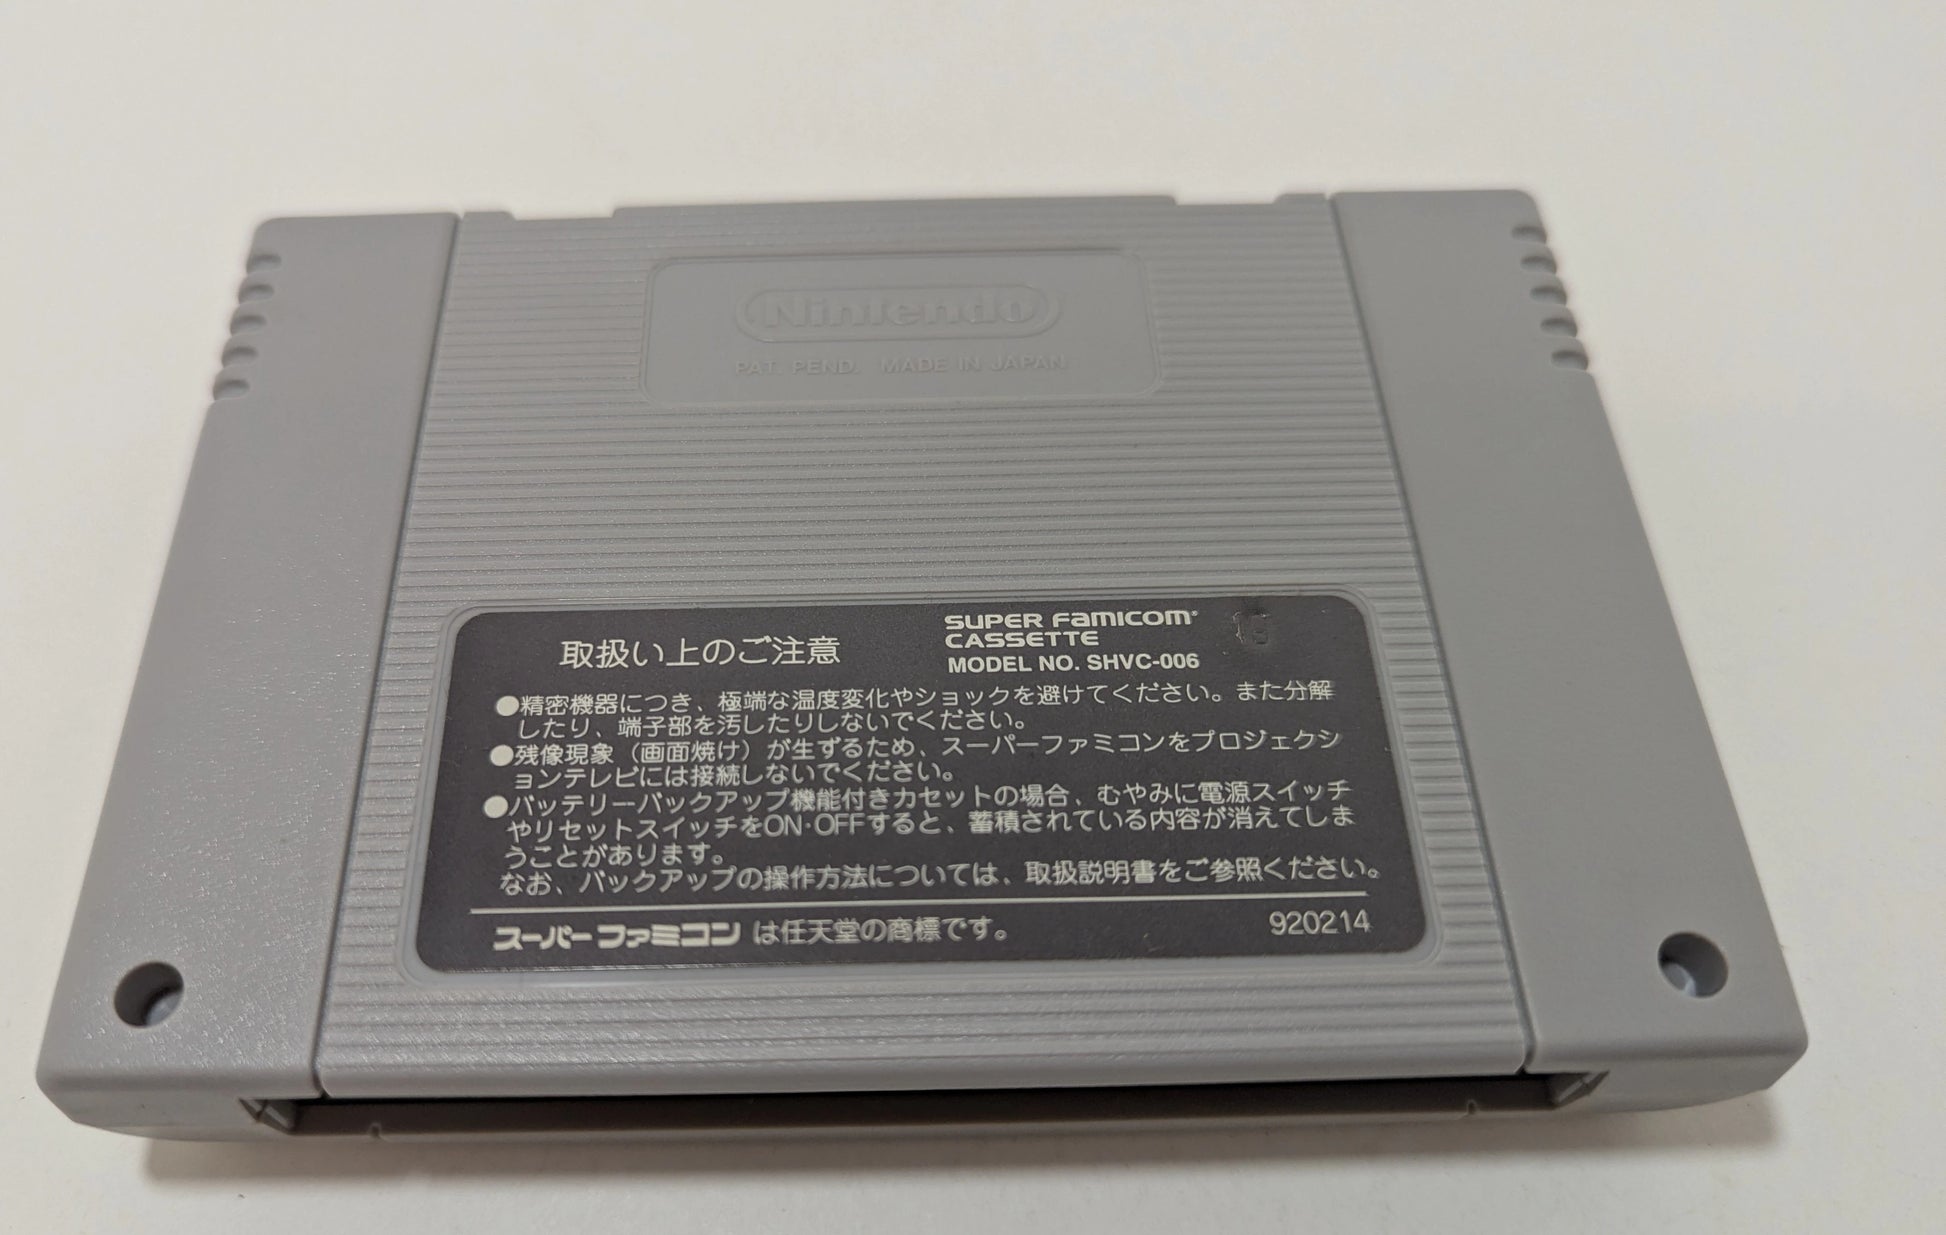 Nintendo
PAT. PEND. MADE IN JAPAN
取扱い上のご注意
SUPER FAMICOM
CASSETTE
MODEL NO. SHVC-006
●精密機器につき、極端な温度変化やショックを避けてください。また分解
したり、端子部を汚したりしないでください。
●残像現象（画面焼け）が生ずるため、スーパーファミコンをプロジェクシ
ョンテレビには接続しないでください。
●バッテリーバックアップ機能付きカセットの場合、むやみに電源スイッチ
やリセットスイッチをON·OFFすると、蓄積されている内容が消えてしま
うことがあります。
なお、バックアップの操作方法については、取扱説明書をご参照ください。
スーパーファミコンは任天堂の商標です。
920214